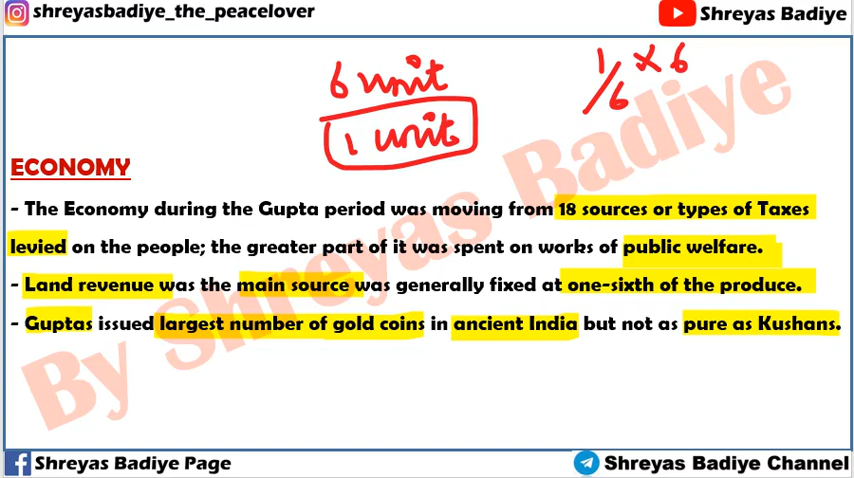 shreyasbadiye_the_peacelover
Shreyas Badiye
6 unit
1 unit
1/6 x 6
ECONOMY
- The Economy during the Gupta period was moving from 18 sources or types of Taxes
levied on the people; the greater part of it was spent on works of public welfare.
- Land revenue was the main source was generally fixed at one-sixth of the produce.
- Guptas issued largest number of gold coins in ancient India but not as pure as Kushans.
By Shreyas Badiye
Shreyas Badiye Page
Shreyas Badiye Channel